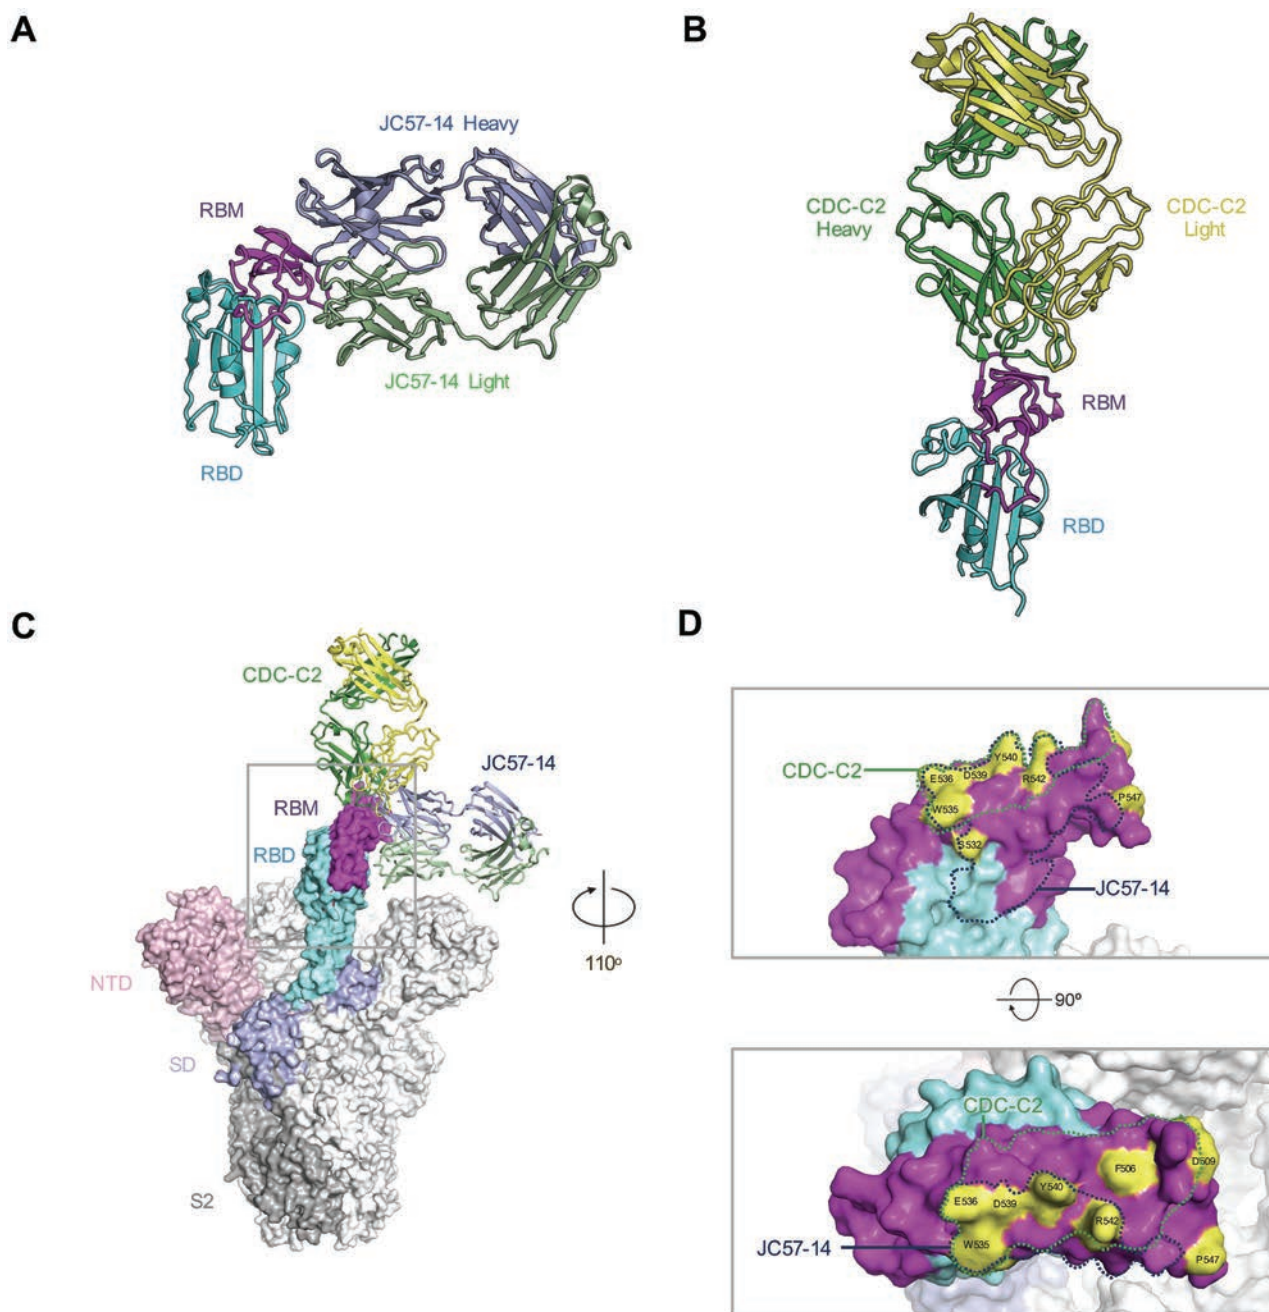 A
JC57-14 Heavy
RBM
JC57-14 Light
RBD
B
CDC-C2
Heavy
CDC-C2
Light
RBM
RBD
C
CDC-C2
JC57-14
RBM
RBD
NTD
SD
S2
110º
D
CDC-C2
Y540
D539
E536
R542
W535
P547
S532
JC57-14
90º
CDC-C2
F506
D509
Y540
E536
D539
R542
JC57-14
W535
P547